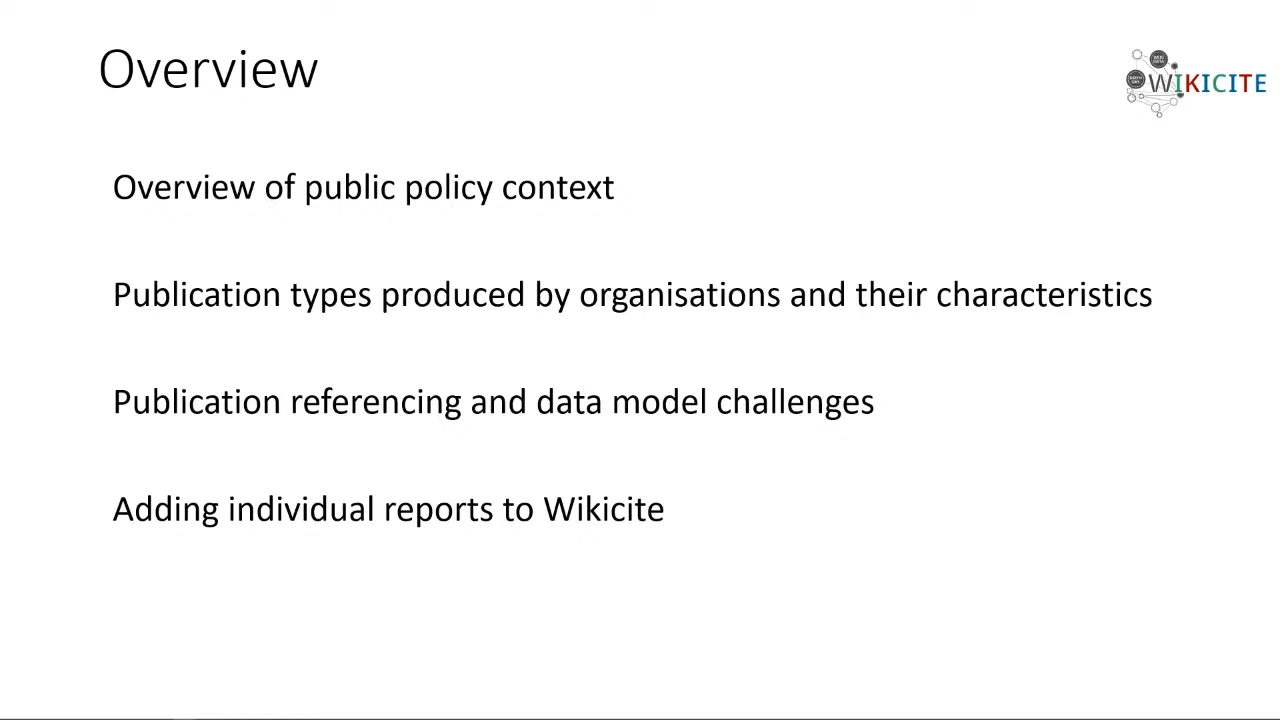 Overview
WIKICITE
Overview of public policy context
Publication types produced by organisations and their characteristics
Publication referencing and data model challenges
Adding individual reports to Wikicite